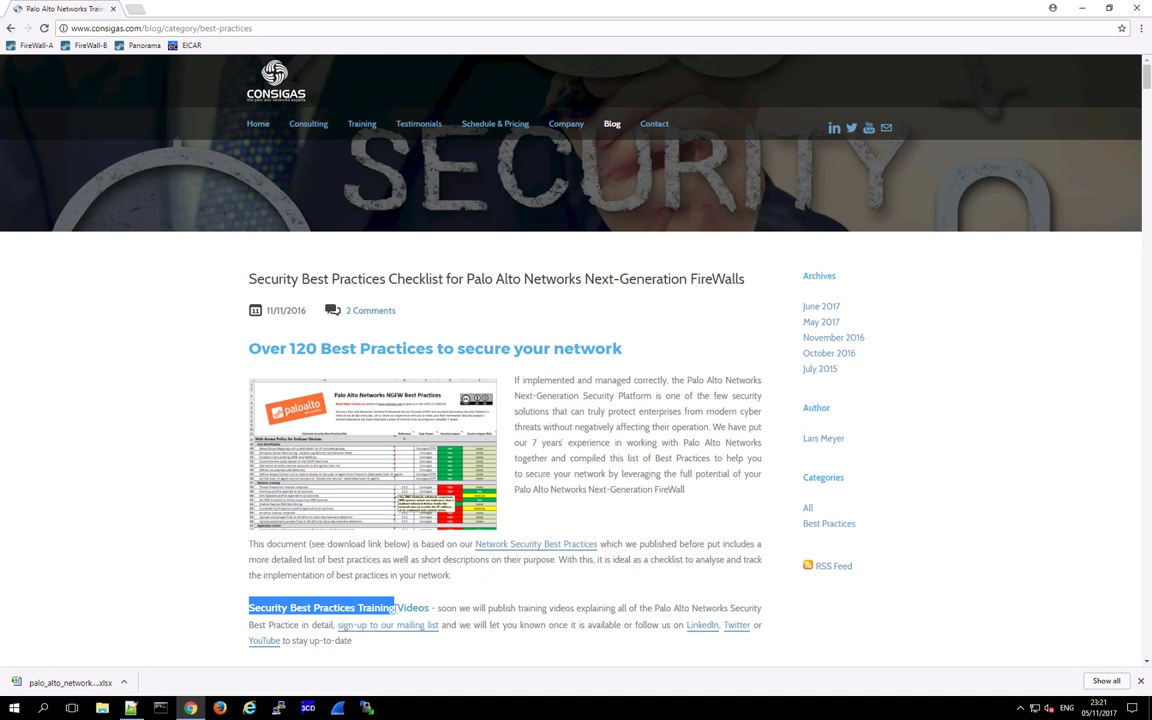 Palo Alto Networks Train
www.consigas.com/blog/category/best-practices
FireWall-A
FireWall-B
Panorama
EICAR
CONSIGAS
the palo alto networks experts
Home
Consulting
Training
Testimonials
Schedule & Pricing
Company
Blog
Contact
SECURITY
Security Best Practices Checklist for Palo Alto Networks Next-Generation FireWalls
11/11/2016
2 Comments
Over 120 Best Practices to secure your network
paloalto
Palo Alto Networks NGFW Best Practices
If implemented and managed correctly, the Palo Alto Networks
Next-Generation Security Platform is one of the few security
solutions that can truly protect enterprises from modern cyber
threats without negatively affecting their operation. We have put
our 7 years' experience in working with Palo Alto Networks
together and compiled this list of Best Practices to help you
to secure your network by leveraging the full potential of your
Palo Alto Networks Next-Generation FireWall
This document (see download link below) is based on our Network Security Best Practices which we published before put includes a
more detailed list of best practices as well as short descriptions on their purpose. With this, it is ideal as a checklist to analyse and track
the implementation of best practices in your network.
Security Best Practices Training Videos - soon we will publish training videos explaining all of the Palo Alto Networks Security
Best Practice in detail, sign-up to our mailing list and we will let you known once it is available or follow us on LinkedIn, Twitter or
YouTube to stay up-to-date
Archives
June 2017
May 2017
November 2016
October 2016
July 2015
Author
Lars Meyer
Categories
All
Best Practices
RSS Feed
palo_alto_network....xlsx
Show all
ENG
23:21
05/11/2017